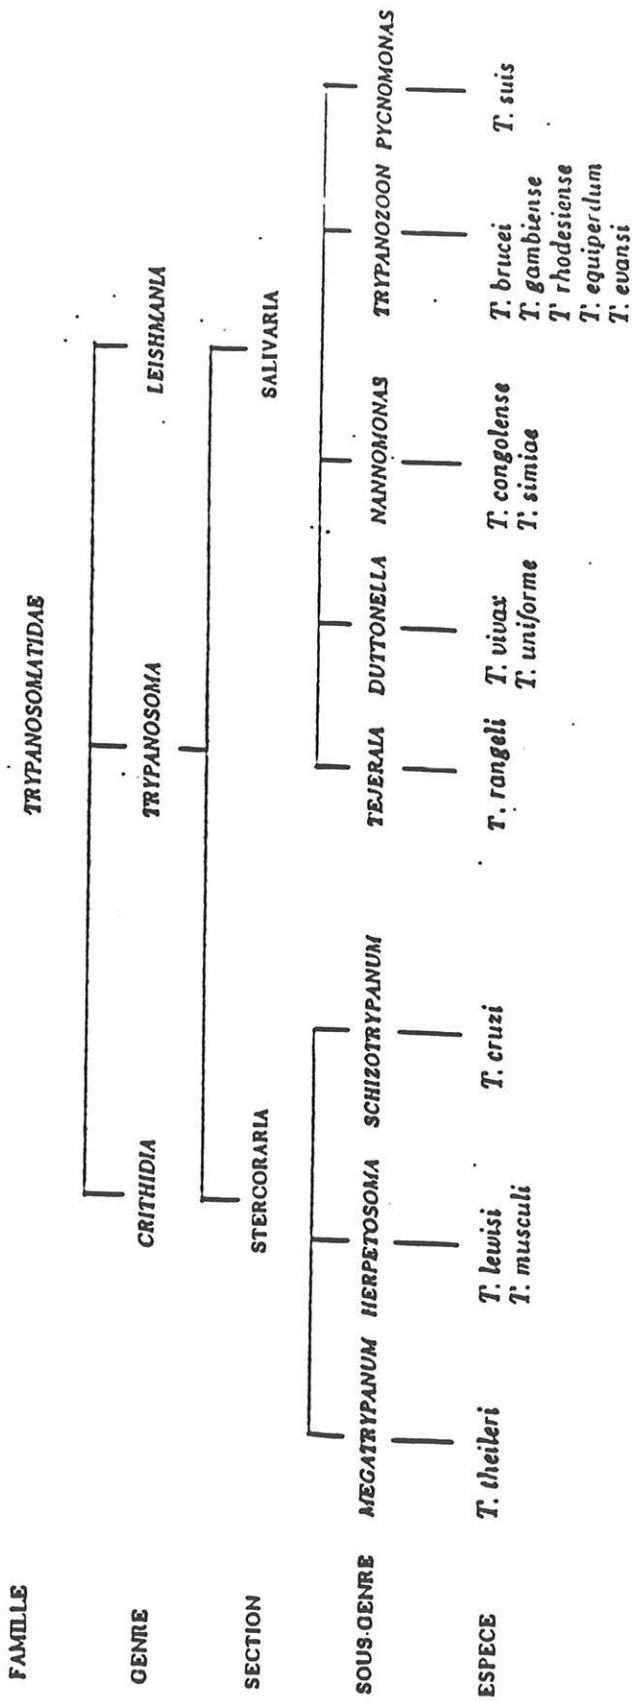 FAMILLE TRYPANOSOMATIDAE
GENRE CRITHIDIA TRYPANOSOMA LEISHMANIA
SECTION STERCORARIA SALIVARIA
SOUS-GENRE MEGATRYPANUM HERPETOSOMA SCHIZOTRYPANUM TEJERAIA DUTTONELLA NANNOMONAS TRYPANOZOON PYCNOMONAS
ESPECE T. theileri T. lewisi T. cruzi T. rangeli T. vivax T. congolense T. brucei T. suis
T. musculi T. uniforme T. simiae T. gambiense
T. rhodesiense
T. equiperdum
T. evansi